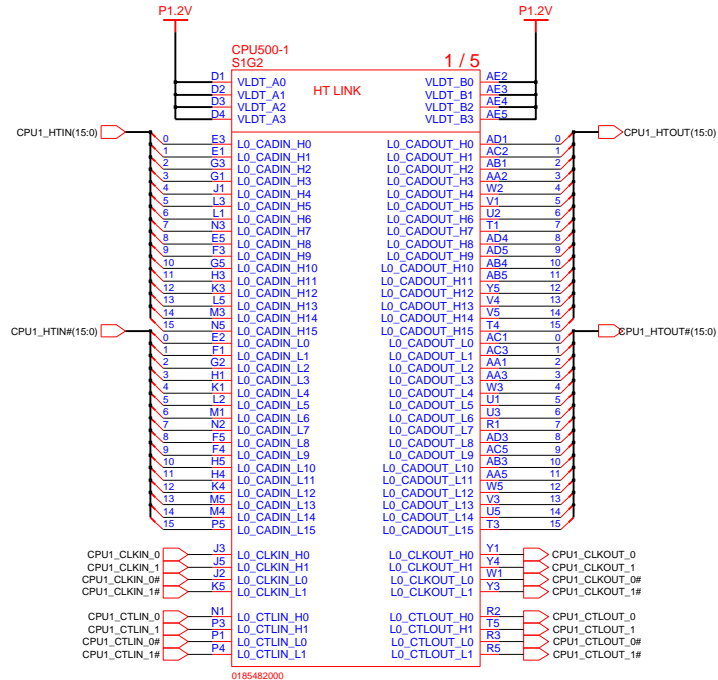 P1.2V P1.2V
CPU500-1
S1G2 1 / 5
HT LINK
D1 VLDT_A0 VLDT_B0 AE2
D2 VLDT_A1 VLDT_B1 AE3
D3 VLDT_A2 VLDT_B2 AE4
D4 VLDT_A3 VLDT_B3 AE5
CPU1_HTIN(15:0) CPU1_HTOUT(15:0)
0 E3 L0_CADIN_H0 L0_CADOUT_H0 AD1 0
1 E1 L0_CADIN_H1 L0_CADOUT_H1 AC2 1
2 G3 L0_CADIN_H2 L0_CADOUT_H2 AB1 2
3 G1 L0_CADIN_H3 L0_CADOUT_H3 AA2 3
4 J1 L0_CADIN_H4 L0_CADOUT_H4 W2 4
5 L3 L0_CADIN_H5 L0_CADOUT_H5 V1 5
6 L1 L0_CADIN_H6 L0_CADOUT_H6 U2 6
7 N3 L0_CADIN_H7 L0_CADOUT_H7 T1 7
8 E5 L0_CADIN_H8 L0_CADOUT_H8 AD4 8
9 F3 L0_CADIN_H9 L0_CADOUT_H9 AD5 9
10 G5 L0_CADIN_H10 L0_CADOUT_H10 AB4 10
11 H3 L0_CADIN_H11 L0_CADOUT_H11 AB5 11
12 K3 L0_CADIN_H12 L0_CADOUT_H12 Y5 12
13 L5 L0_CADIN_H13 L0_CADOUT_H13 V4 13
14 M3 L0_CADIN_H14 L0_CADOUT_H14 V5 14
15 N5 L0_CADIN_H15 L0_CADOUT_H15 T4 15
CPU1_HTIN#(15:0) CPU1_HTOUT#(15:0)
0 E2 L0_CADIN_L0 L0_CADOUT_L0 AC1 0
1 F1 L0_CADIN_L1 L0_CADOUT_L1 AC3 1
2 G2 L0_CADIN_L2 L0_CADOUT_L2 AA1 2
3 H1 L0_CADIN_L3 L0_CADOUT_L3 AA3 3
4 K1 L0_CADIN_L4 L0_CADOUT_L4 W3 4
5 L2 L0_CADIN_L5 L0_CADOUT_L5 U1 5
6 M1 L0_CADIN_L6 L0_CADOUT_L6 U3 6
7 N2 L0_CADIN_L7 L0_CADOUT_L7 R1 7
8 F5 L0_CADIN_L8 L0_CADOUT_L8 AD3 8
9 F4 L0_CADIN_L9 L0_CADOUT_L9 AC5 9
10 H5 L0_CADIN_L10 L0_CADOUT_L10 AB3 10
11 H4 L0_CADIN_L11 L0_CADOUT_L11 AA5 11
12 K4 L0_CADIN_L12 L0_CADOUT_L12 W5 12
13 M5 L0_CADIN_L13 L0_CADOUT_L13 V3 13
14 M4 L0_CADIN_L14 L0_CADOUT_L14 U5 14
15 P5 L0_CADIN_L15 L0_CADOUT_L15 T3 15
CPU1_CLKIN_0 J3 L0_CLKIN_H0 L0_CLKOUT_H0 Y1 CPU1_CLKOUT_0
CPU1_CLKIN_1 J5 L0_CLKIN_H1 L0_CLKOUT_H1 Y4 CPU1_CLKOUT_1
CPU1_CLKIN_0# J2 L0_CLKIN_L0 L0_CLKOUT_L0 W1 CPU1_CLKOUT_0#
CPU1_CLKIN_1# K5 L0_CLKIN_L1 L0_CLKOUT_L1 Y3 CPU1_CLKOUT_1#
CPU1_CTLIN_0 N1 L0_CTLIN_H0 L0_CTLOUT_H0 R2 CPU1_CTLOUT_0
CPU1_CTLIN_1 P3 L0_CTLIN_H1 L0_CTLOUT_H1 T5 CPU1_CTLOUT_1
CPU1_CTLIN_0# P1 L0_CTLIN_L0 L0_CTLOUT_L0 R3 CPU1_CTLOUT_0#
CPU1_CTLIN_1# P4 L0_CTLIN_L1 L0_CTLOUT_L1 R5 CPU1_CTLOUT_1#
0185482000